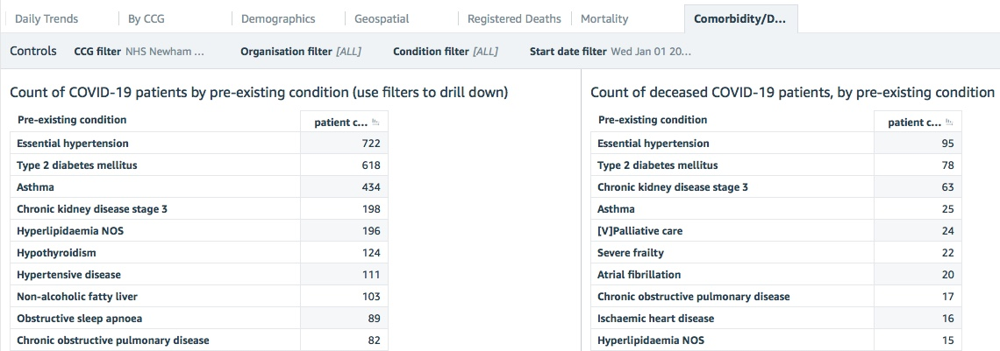 Daily Trends By CCG Demographics Geospatial Registered Deaths Mortality Comorbidity/D...
Controls CCG filter NHS Newham ... Organisation filter [ALL] Condition filter [ALL] Start date filter Wed Jan 01 20...
Count of COVID-19 patients by pre-existing condition (use filters to drill down)
Pre-existing condition patient c...
Essential hypertension 722
Type 2 diabetes mellitus 618
Asthma 434
Chronic kidney disease stage 3 198
Hyperlipidaemia NOS 196
Hypothyroidism 124
Hypertensive disease 111
Non-alcoholic fatty liver 103
Obstructive sleep apnoea 89
Chronic obstructive pulmonary disease 82
Count of deceased COVID-19 patients, by pre-existing condition
Pre-existing condition patient c...
Essential hypertension 95
Type 2 diabetes mellitus 78
Chronic kidney disease stage 3 63
Asthma 25
[V]Palliative care 24
Severe frailty 22
Atrial fibrillation 20
Chronic obstructive pulmonary disease 17
Ischaemic heart disease 16
Hyperlipidaemia NOS 15